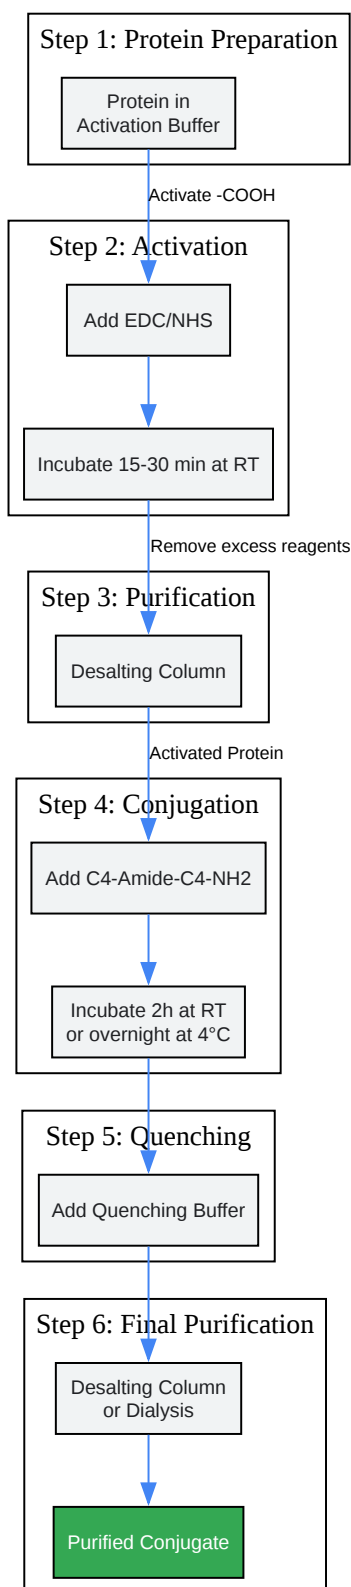 Step 1: Protein Preparation
Protein in
Activation Buffer
Activate -COOH
Step 2: Activation
Add EDC/NHS
Incubate 15-30 min at RT
Remove excess reagents
Step 3: Purification
Desalting Column
Activated Protein
Step 4: Conjugation
Add C4-Amide-C4-NH2
Incubate 2h at RT
or overnight at 4°C
Step 5: Quenching
Add Quenching Buffer
Step 6: Final Purification
Desalting Column
or Dialysis
Purified Conjugate